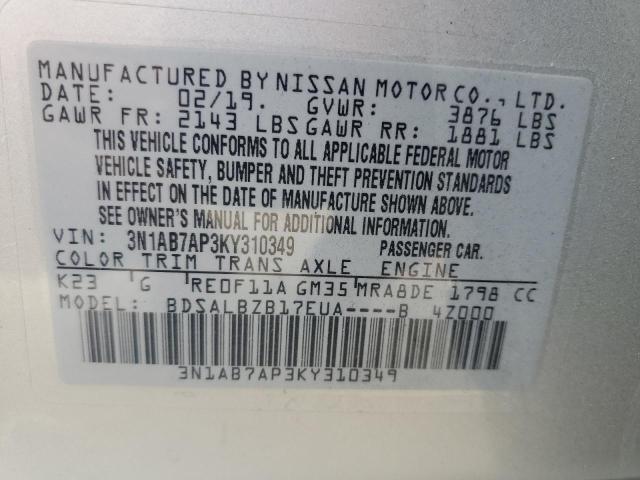 MANUFACTURED BY NISSAN MOTOR CO., LTD.
DATE: 02/19. GVWR: 3876 LBS
GAWR FR: 2143 LBS GAWR RR: 1881 LBS
THIS VEHICLE CONFORMS TO ALL APPLICABLE FEDERAL MOTOR
VEHICLE SAFETY, BUMPER AND THEFT PREVENTION STANDARDS
IN EFFECT ON THE DATE OF MANUFACTURE SHOWN ABOVE.
SEE OWNER'S MANUAL FOR ADDITIONAL INFORMATION.
VIN: 3N1AB7AP3KY310349 PASSENGER CAR.
COLOR TRIM TRANS AXLE ENGINE
K23 G RE0F11A GM35 MRA8DE 1798 CC
MODEL: BDSALBZB17EUA----B 4Z000
3N1AB7AP3KY310349